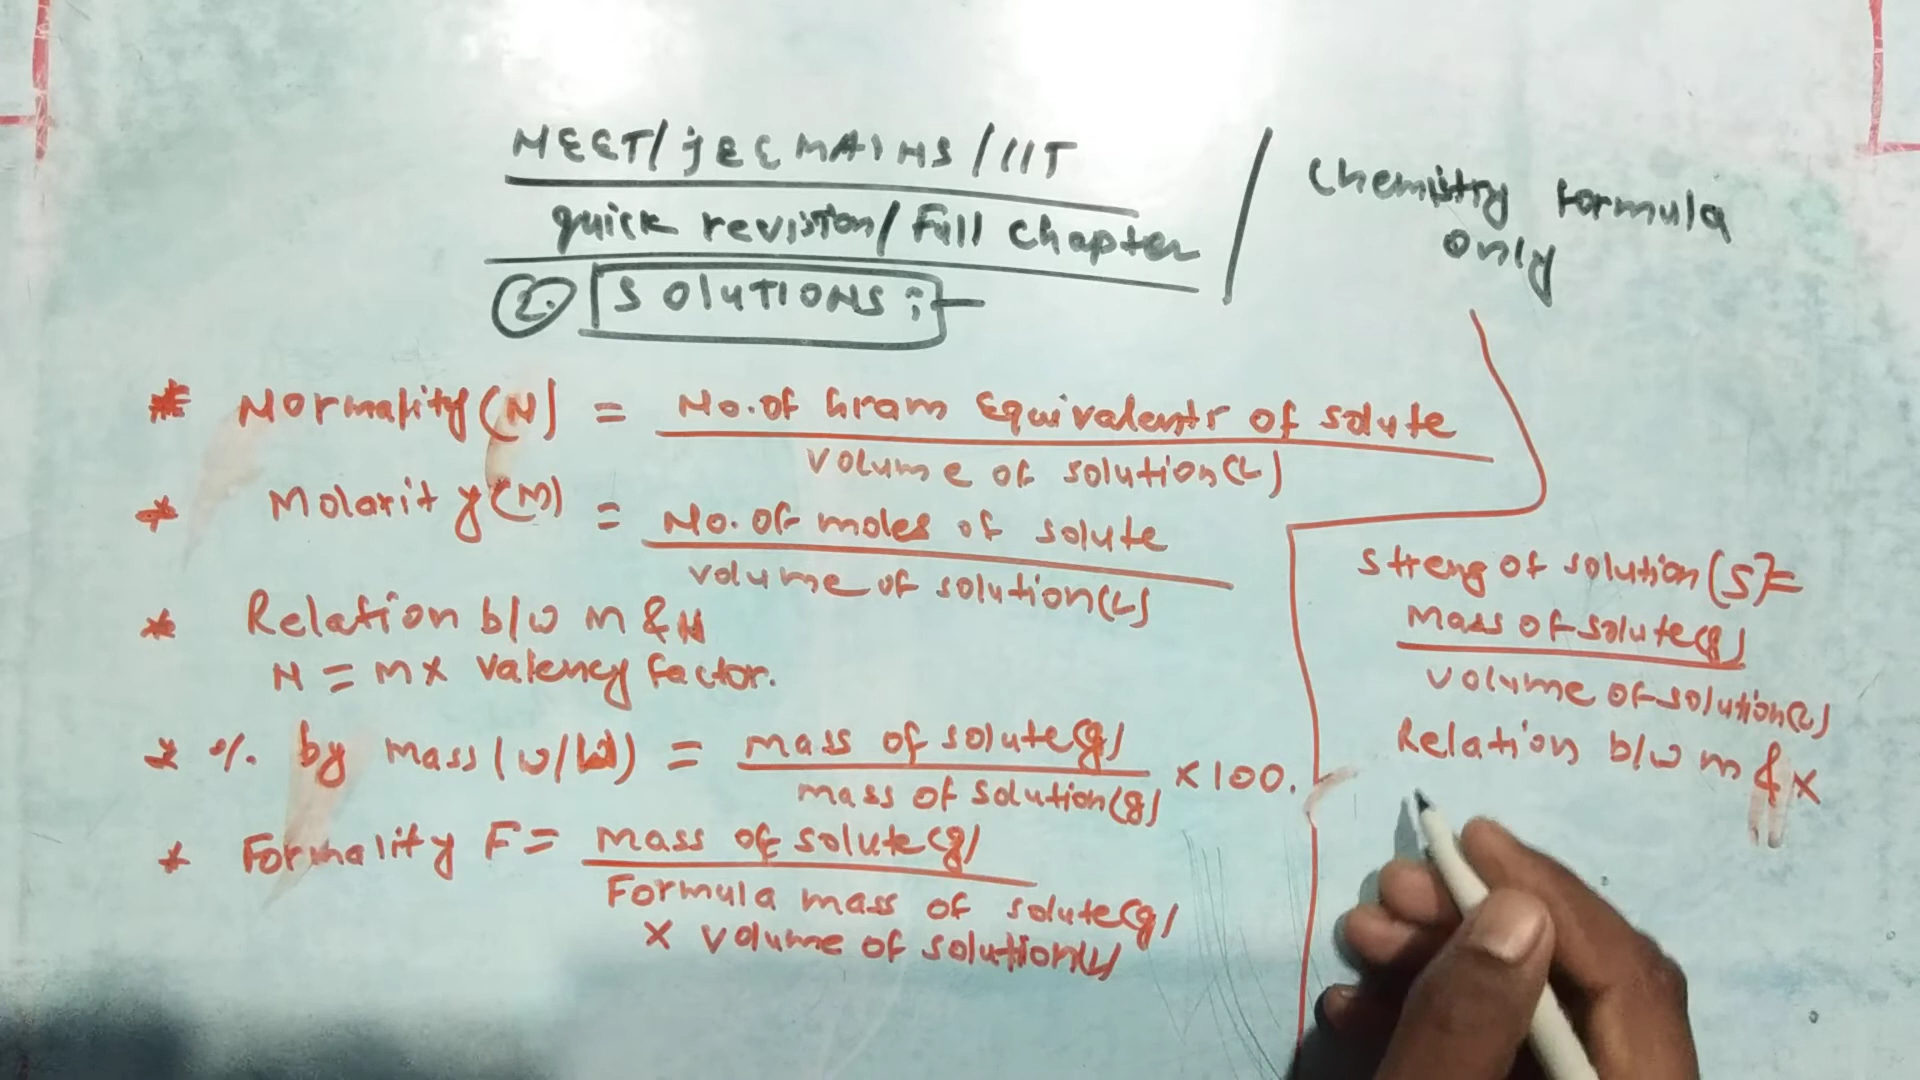 NEET/jEE MAINS/IIT
quick revision/Full chapter
Chemistry Formula
only
2. SOLUTIONS :-
* Normality(N) = No.of Gram Equivalents of solute
volume of solution(L)
* Molarity(M) = No.of moles of solute
volume of solution(L)
* Relation b/w m & N
N = m x valency factor.
* % by mass (w/w) = mass of solute(g)
mass of solution(g) x 100.
* Formality F = mass of solute(g)
Formula mass of solute(g)
x volume of solution(L)
streng of solution(S) =
mass of solute(g)
volume of solution(L)
Relation b/w m & x